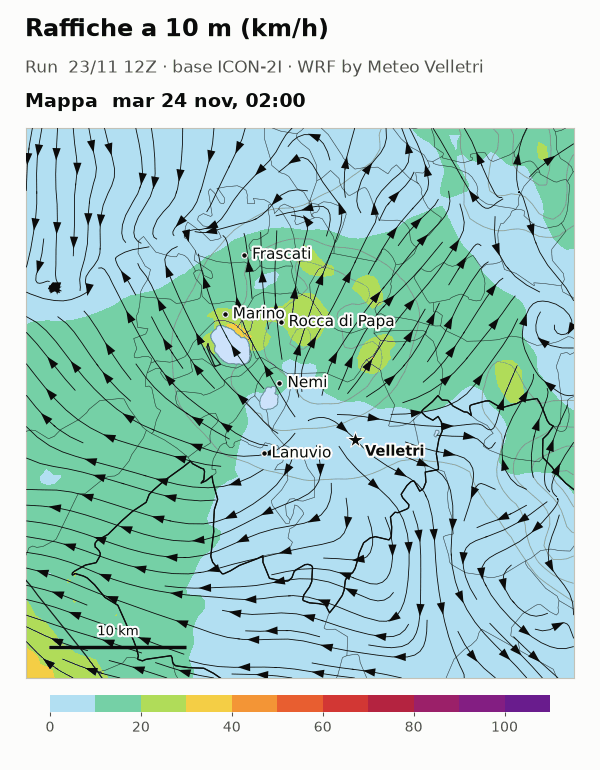 Raffiche a 10 m (km/h)
Run 23/11 12Z · base ICON-2I · WRF by Meteo Velletri
Mappa mar 24 nov, 02:00
Frascati
Marino
Rocca di Papa
Nemi
Velletri
Lanuvio
10 km
0 20 40 60 80 100